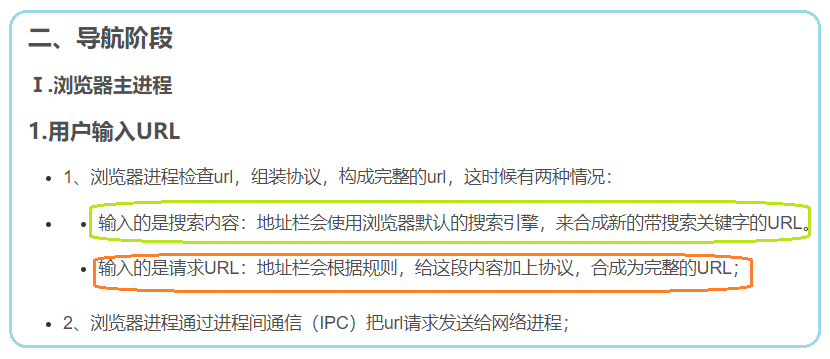 二、导航阶段
Ⅰ.浏览器主进程
1.用户输入URL
1、浏览器进程检查url，组装协议，构成完整的url，这时候有两种情况：
输入的是搜索内容：地址栏会使用浏览器默认的搜索引擎，来合成新的带搜索关键字的URL。
输入的是请求URL：地址栏会根据规则，给这段内容加上协议，合成为完整的URL；
2、浏览器进程通过进程间通信（IPC）把url请求发送给网络进程；